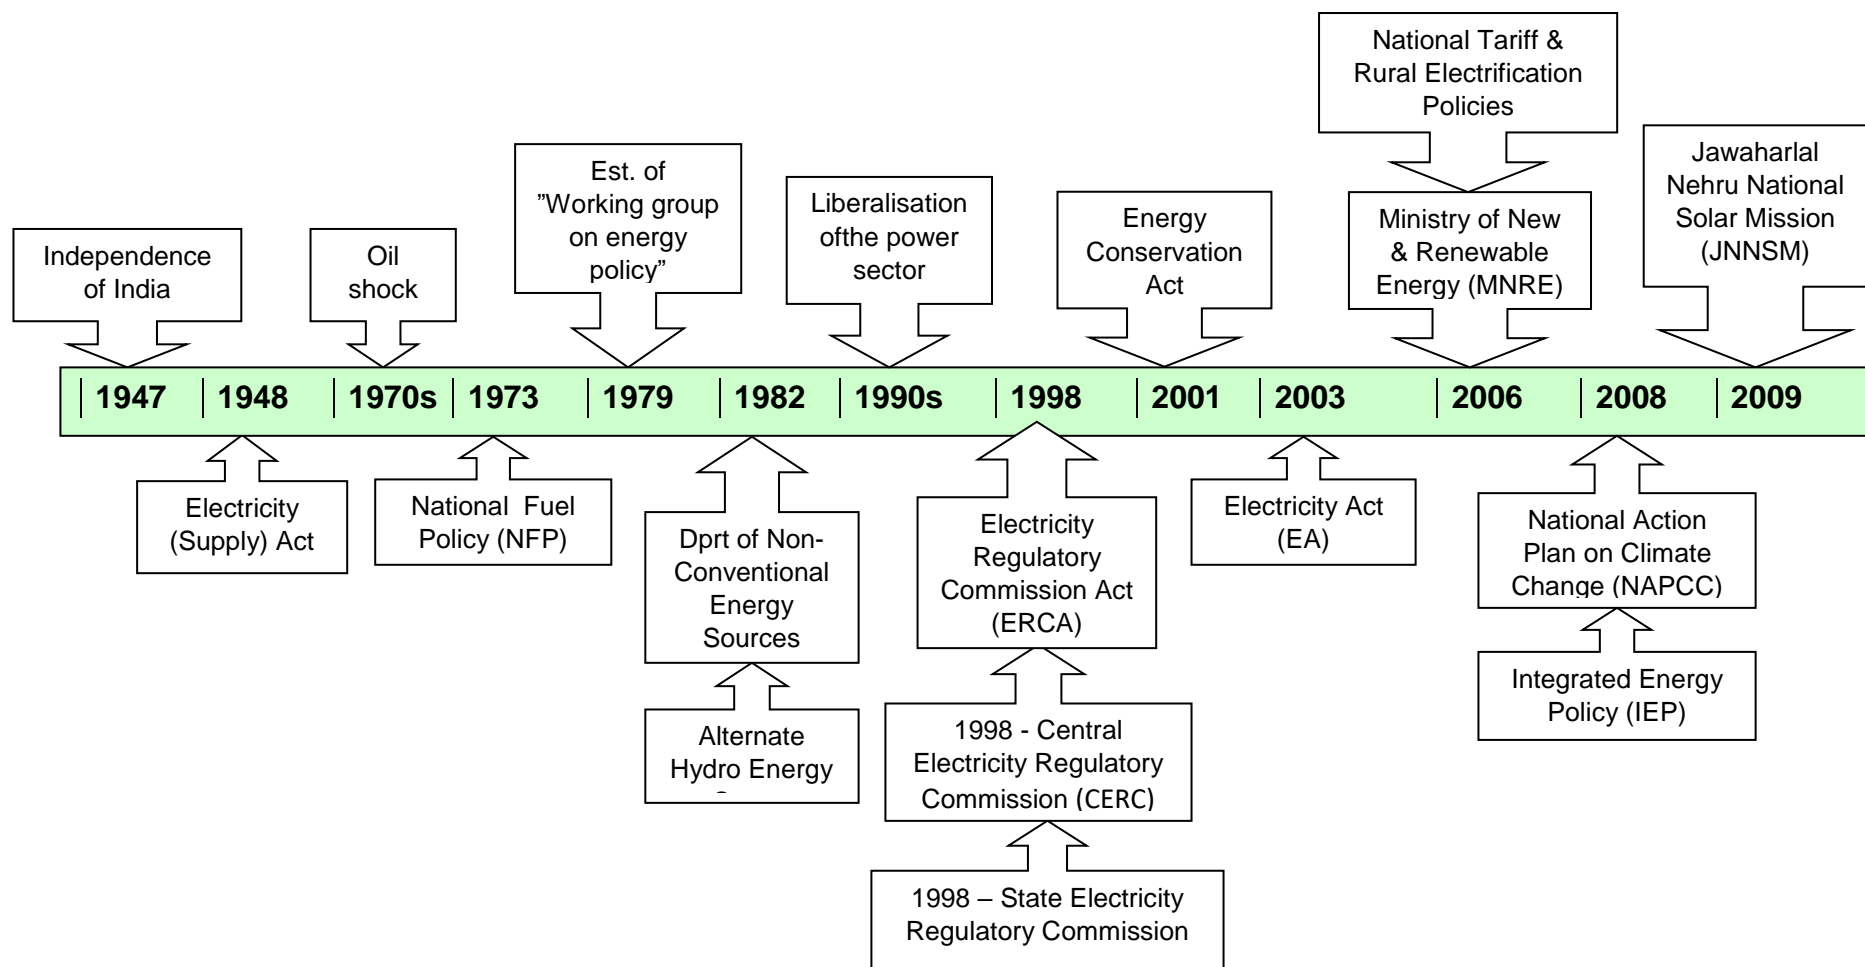 National Tariff &
Rural Electrification
Policies
Jawaharlal
Nehru National
Solar Mission
(JNNSM)
Est. of
”Working group
on energy
policy”
Liberalisation
ofthe power
sector
Energy
Conservation
Act
Ministry of New
& Renewable
Energy (MNRE)
Independence
of India
Oil
shock
1947 1948 1970s 1973 1979 1982 1990s 1998 2001 2003 2006 2008 2009
Electricity
(Supply) Act
National Fuel
Policy (NFP)
Dprt of Non-
Conventional
Energy
Sources
Electricity
Regulatory
Commission Act
(ERCA)
Electricity Act
(EA)
National Action
Plan on Climate
Change (NAPCC)
Alternate
Hydro Energy
1998 - Central
Electricity Regulatory
Commission (CERC)
Integrated Energy
Policy (IEP)
1998 – State Electricity
Regulatory Commission